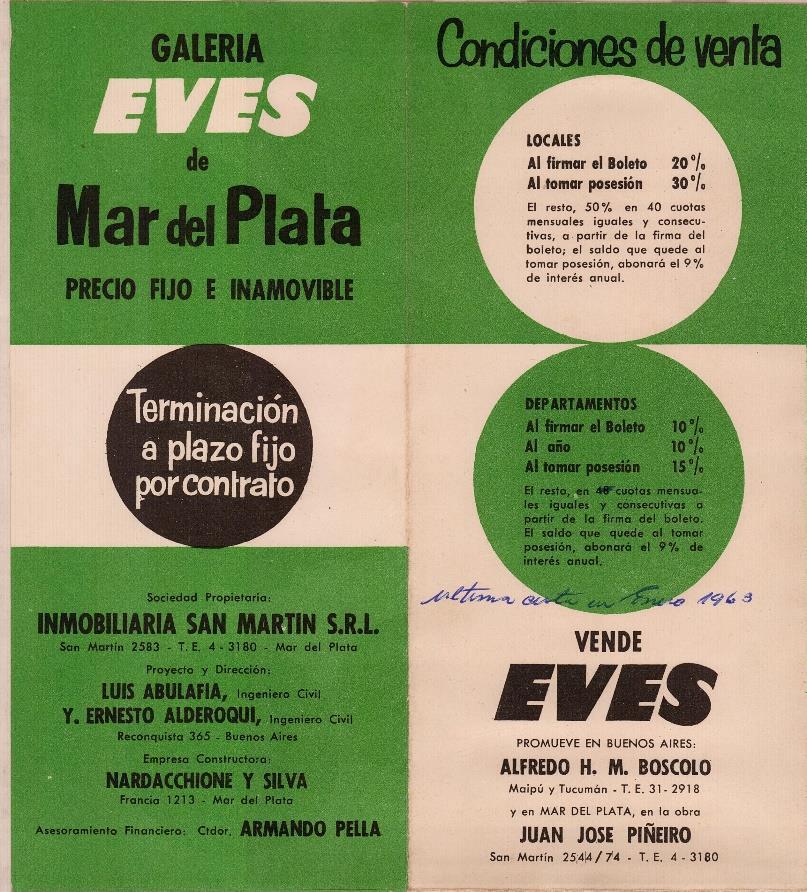 GALERIA
EVES
de
Mar del Plata
PRECIO FIJO E INAMOVIBLE
Terminación
a plazo fijo
por contrato
Sociedad Propietaria:
INMOBILIARIA SAN MARTIN S.R.L.
San Martín 2583 - T. E. 4 - 3180 - Mar del Plata
Proyecto y Dirección:
LUIS ABULAFIA, Ingeniero Civil
Y. ERNESTO ALDEROQUI, Ingeniero Civil
Reconquista 365 - Buenos Aires
Empresa Constructora:
NARDACCHIONE Y SILVA
Francia 1213 - Mar del Plata
Asesoramiento Financiero: Ctdor. ARMANDO PELLA
Condiciones de venta
LOCALES
Al firmar el Boleto 20%
Al tomar posesión 30%
El resto, 50% en 40 cuotas
mensuales iguales y consecu-
tivas, a partir de la firma del
boleto; el saldo que quede al
tomar posesión, abonará el 9%
de interés anual.
DEPARTAMENTOS
Al firmar el Boleto 10%
Al año 10%
Al tomar posesión 15%
El resto, en cuotas mensua-
les iguales y consecutivas a
partir de la firma del boleto.
El saldo que quede al tomar
posesión, abonará el 9% de
interés anual.
ultima cuota en Enero 1963
VENDE
EVES
PROMUEVE EN BUENOS AIRES:
ALFREDO H. M. BOSCOLO
Maipú y Tucumán - T. E. 31 - 2918
y en MAR DEL PLATA, en la obra
JUAN JOSE PIÑEIRO
San Martín 2544/74 - T. E. 4 - 3180